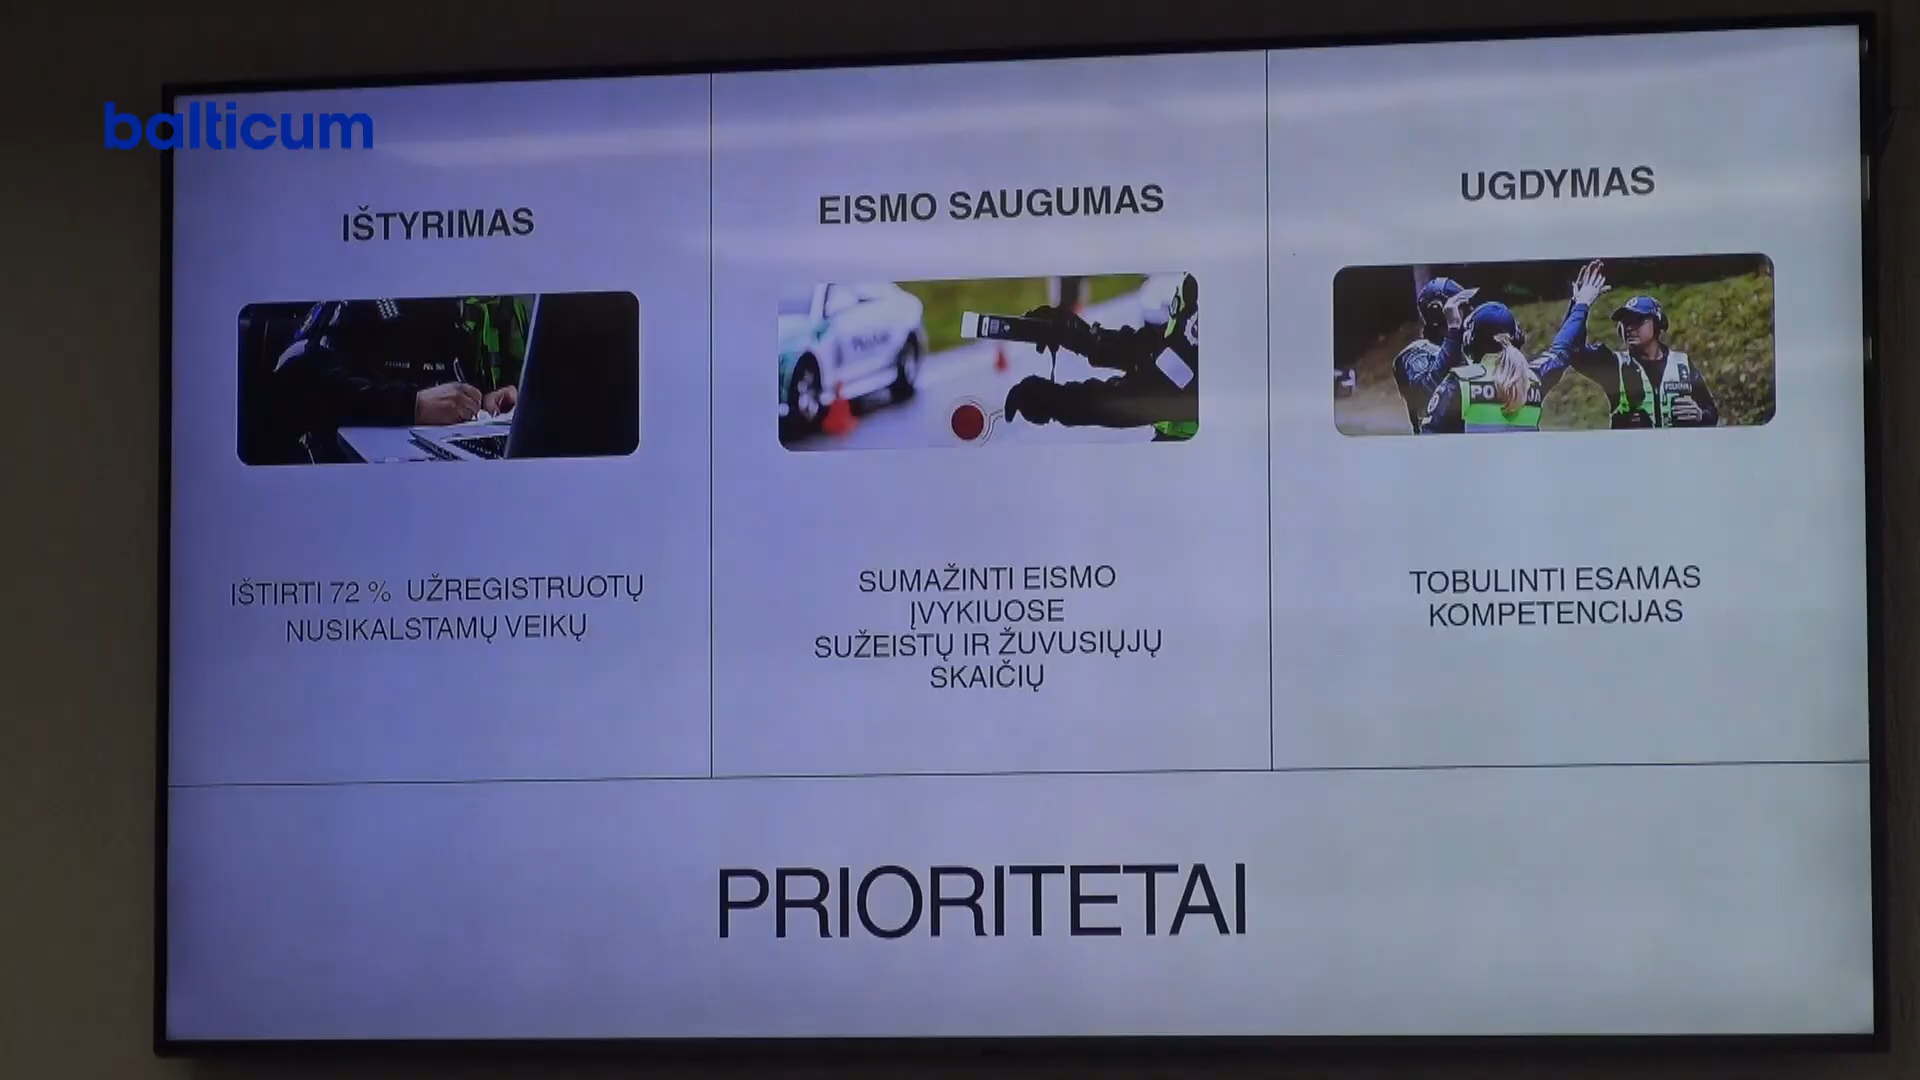 balticum
IŠTYRIMAS
IŠTIRTI 72 % UŽREGISTRUOTŲ
NUSIKALSTAMŲ VEIKŲ
EISMO SAUGUMAS
SUMAŽINTI EISMO
ĮVYKIUOSE
SUŽEISTŲ IR ŽUVUSIŲJŲ
SKAIČIŲ
UGDYMAS
TOBULINTI ESAMAS
KOMPETENCIJAS
PRIORITETAI